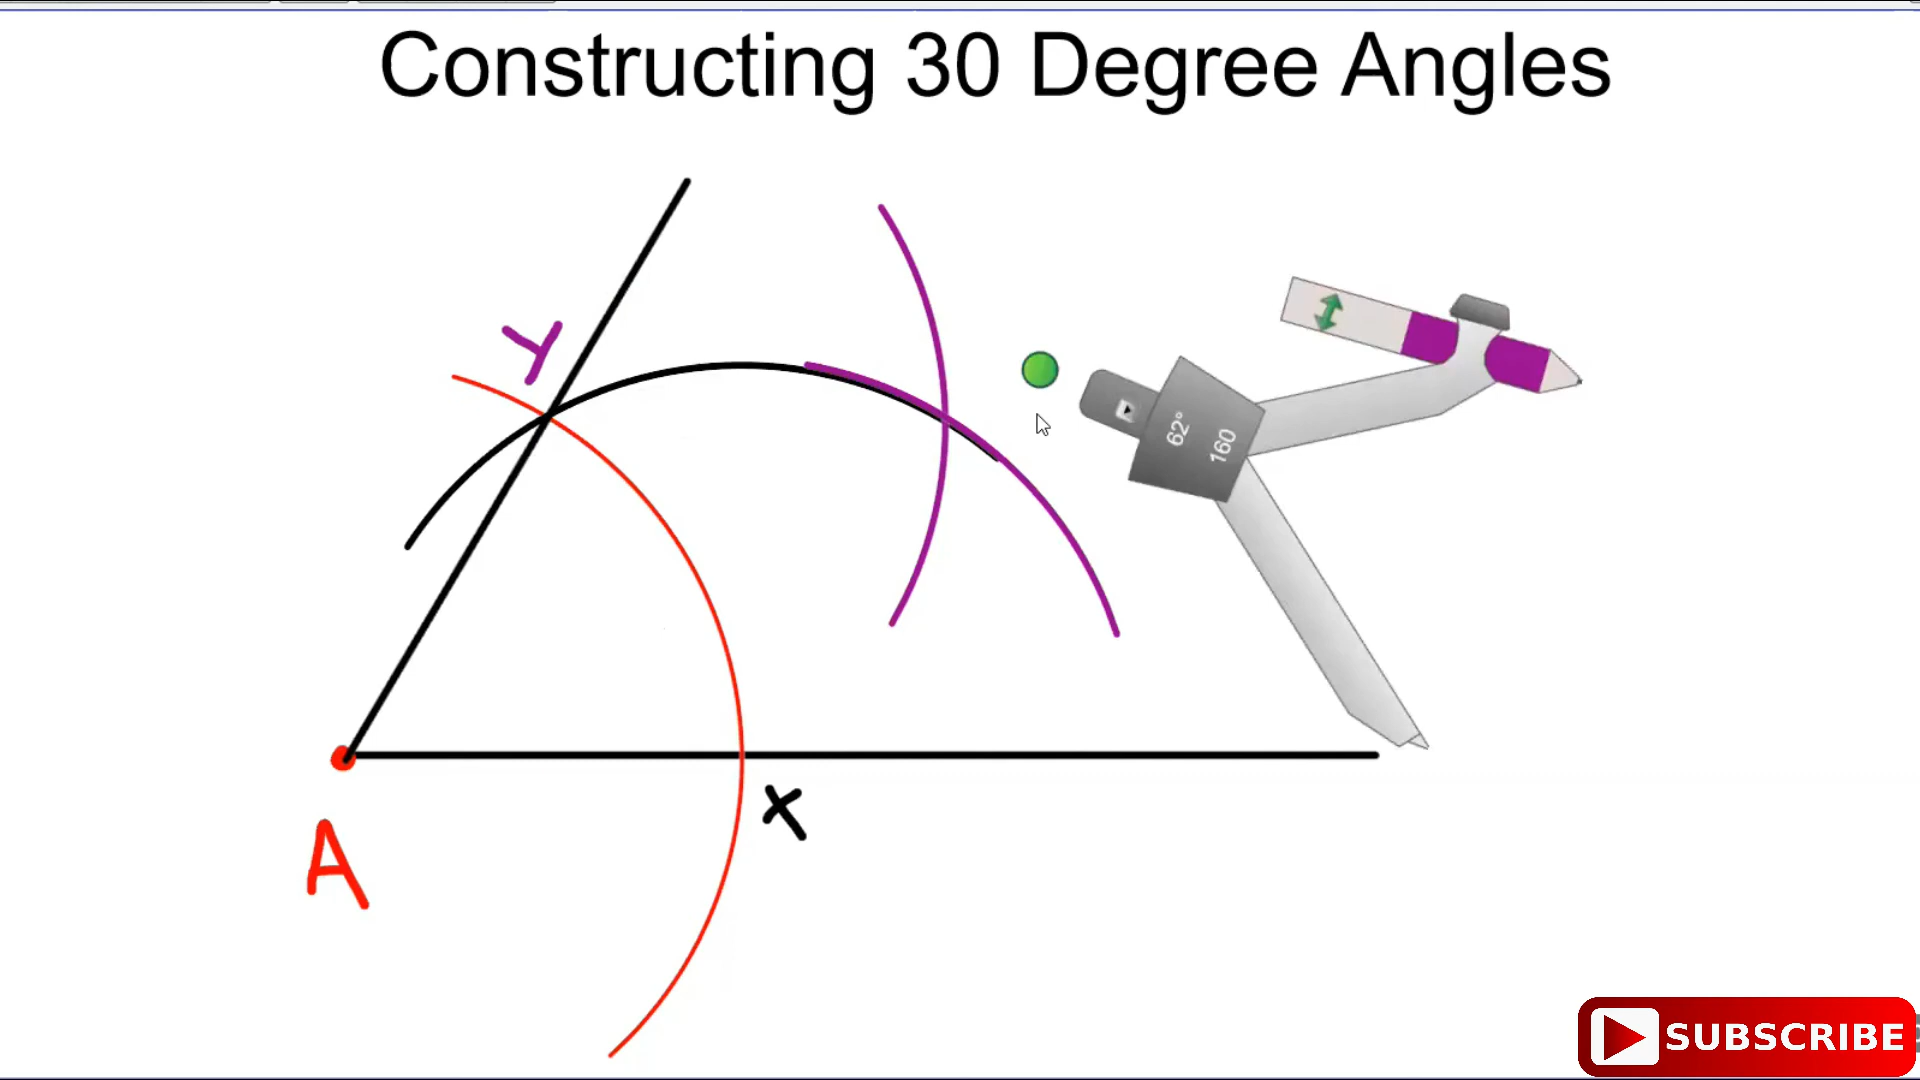 Constructing 30 Degree Angles
Y
62°
160
X
A
SUBSCRIBE